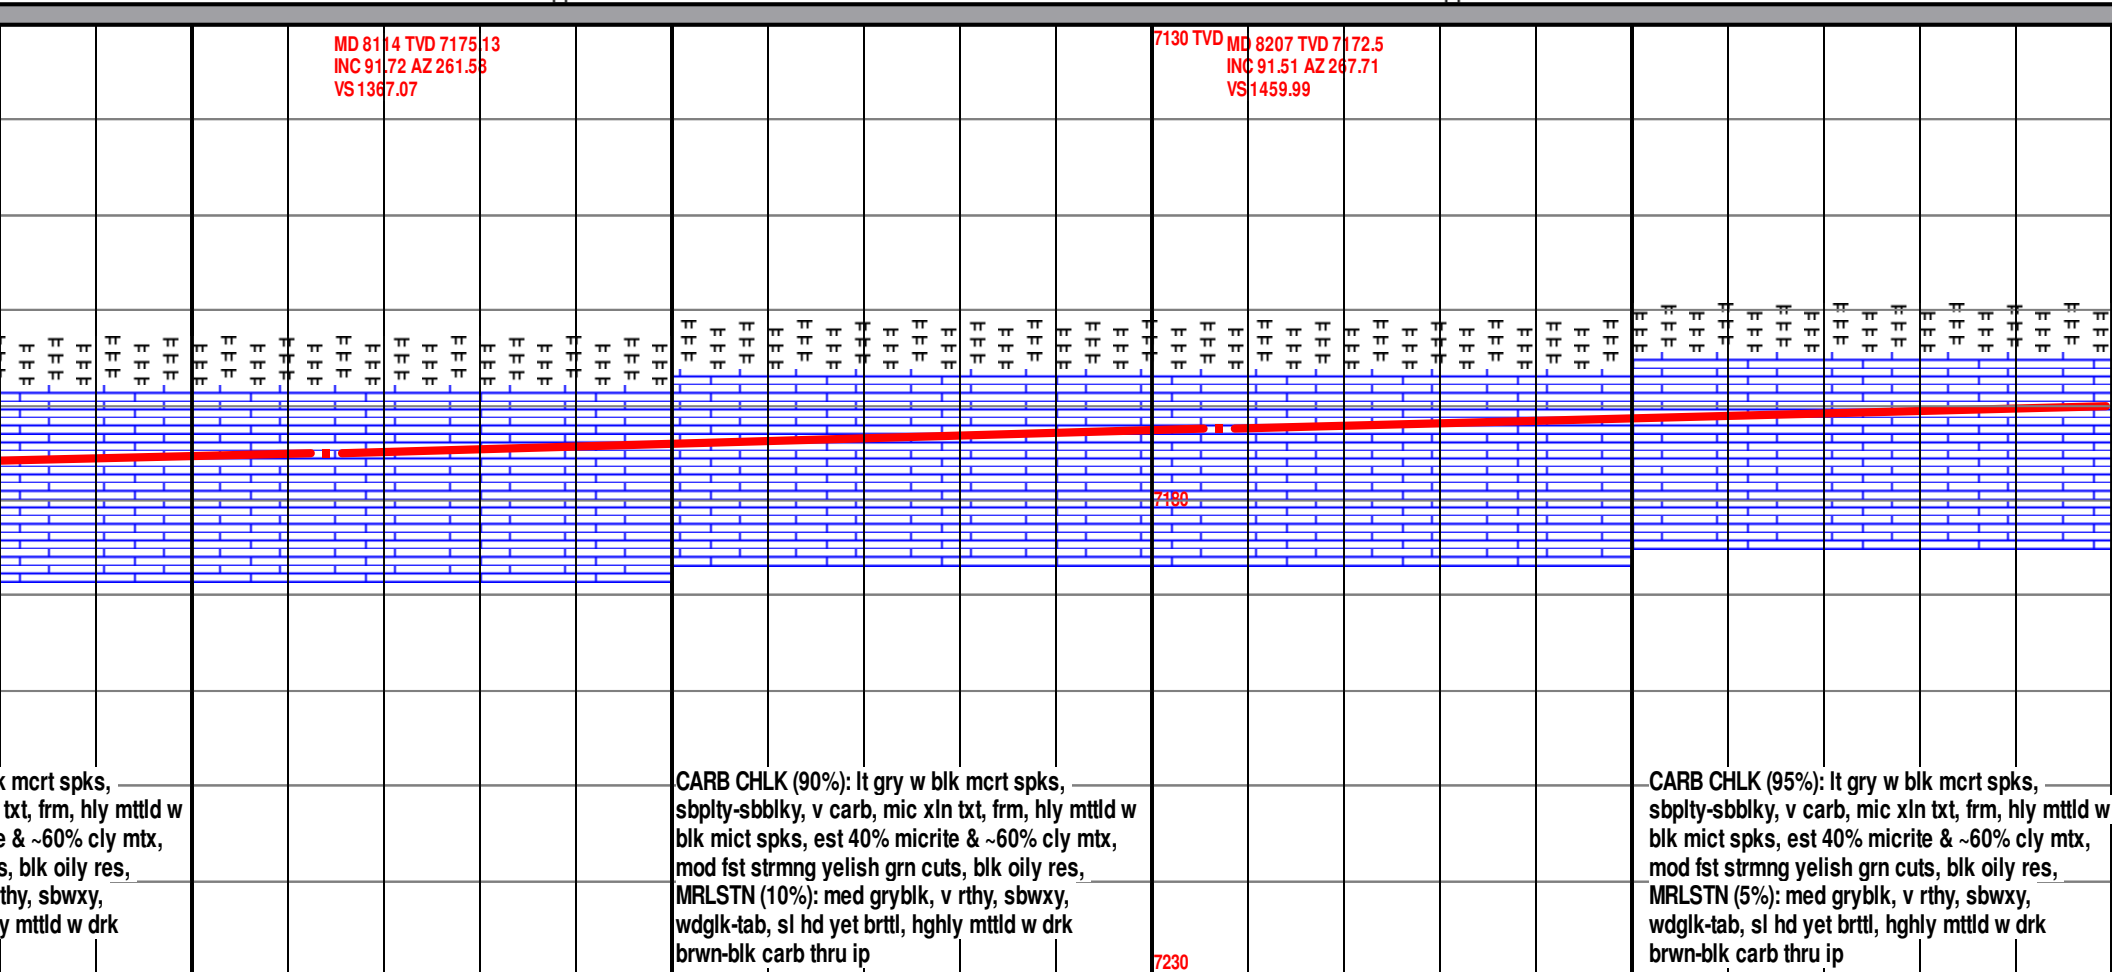 MD 8114 TVD 7175.13
INC 91.72 AZ 261.53
VS 1367.07
7130 TVD
MD 8207 TVD 7172.5
INC 91.51 AZ 267.71
VS 1459.99
7180
k mcrt spks,
txt, frm, hly mttld w
e & ~60% cly mtx,
s, blk oily res,
thy, sbwxy,
y mttld w drk
CARB CHLK (90%): lt gry w blk mcrt spks,
sbplty-sbblky, v carb, mic xln txt, frm, hly mttld w
blk mict spks, est 40% micrite & ~60% cly mtx,
mod fst strmng yelish grn cuts, blk oily res,
MRLSTN (10%): med gryblk, v rthy, sbwxy,
wdglk-tab, sl hd yet brttl, hghly mttld w drk
brwn-blk carb thru ip
7230
CARB CHLK (95%): lt gry w blk mcrt spks,
sbplty-sbblky, v carb, mic xln txt, frm, hly mttld w
blk mict spks, est 40% micrite & ~60% cly mtx,
mod fst strmng yelish grn cuts, blk oily res,
MRLSTN (5%): med gryblk, v rthy, sbwxy,
wdglk-tab, sl hd yet brttl, hghly mttld w drk
brwn-blk carb thru ip